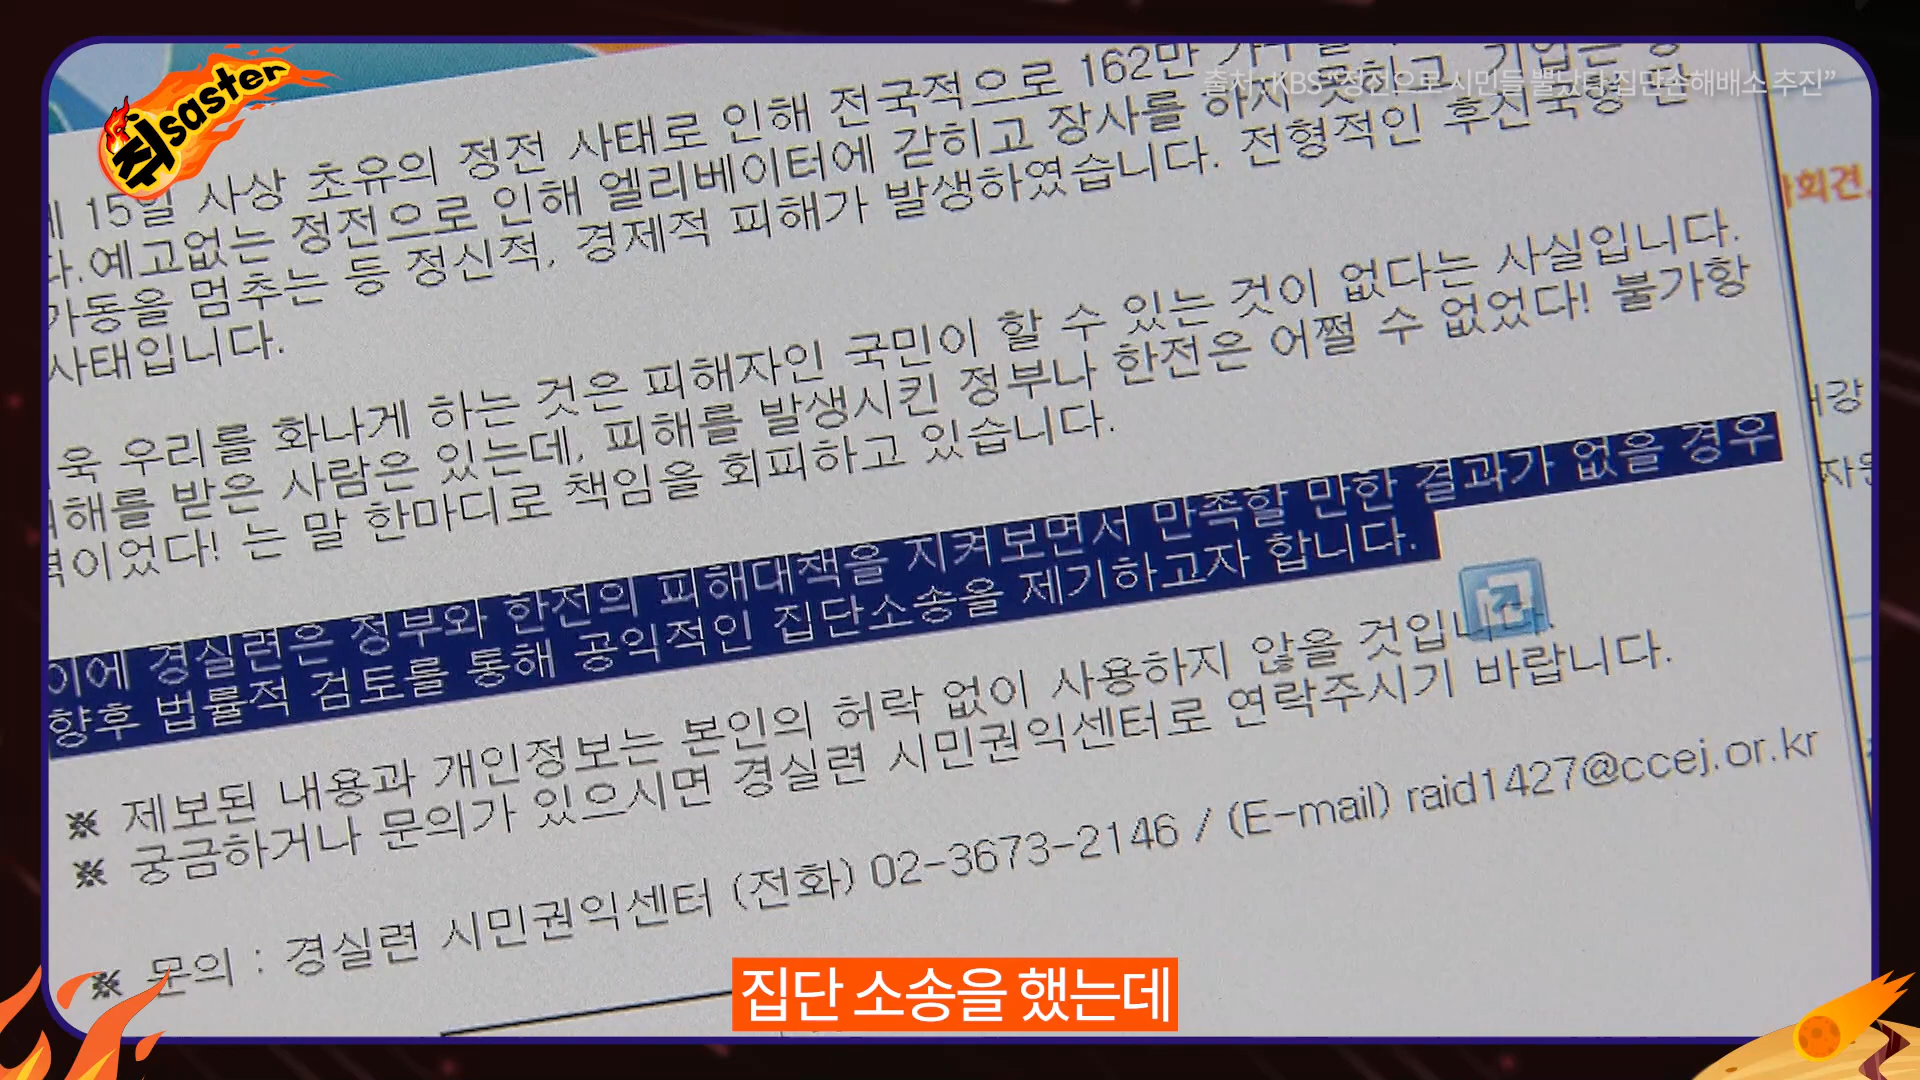 쥐saster
출처 : KBS “정전으로 시민들 뿔났다 집단손해배소 추진”
15일 사상 초유의 정전 사태로 인해 전국적으로 162만
다.예고없는 정전으로 인해 엘리베이터에 갇히고 장사를 하지 못하고, 기업은
가동을 멈추는 등 정신적, 경제적 피해가 발생하였습니다. 전형적인 후진국형
사태입니다.
욱 우리를 화나게 하는 것은 피해자인 국민이 할 수 있는 것이 없다는 사실입니다.
해를 받은 사람은 있는데, 피해를 발생시킨 정부나 한전은 어쩔 수 없었다! 불가항
력이었다! 는 말 한마디로 책임을 회피하고 있습니다.
이에 경실련은 정부와 한전의 피해대책을 지켜보면서 만족할 만한 결과가 없을 경우
향후 법률적 검토를 통해 공익적인 집단소송을 제기하고자 합니다.
※ 제보된 내용과 개인정보는 본인의 허락 없이 사용하지 않을 것입니다.
※ 궁금하거나 문의가 있으시면 경실련 시민권익센터로 연락주시기 바랍니다.
※ 문의 : 경실련 시민권익센터 (전화) 02-3673-2146 / (E-mail) raid1427@ccej.or.kr
회견
집단 소송을 했는데